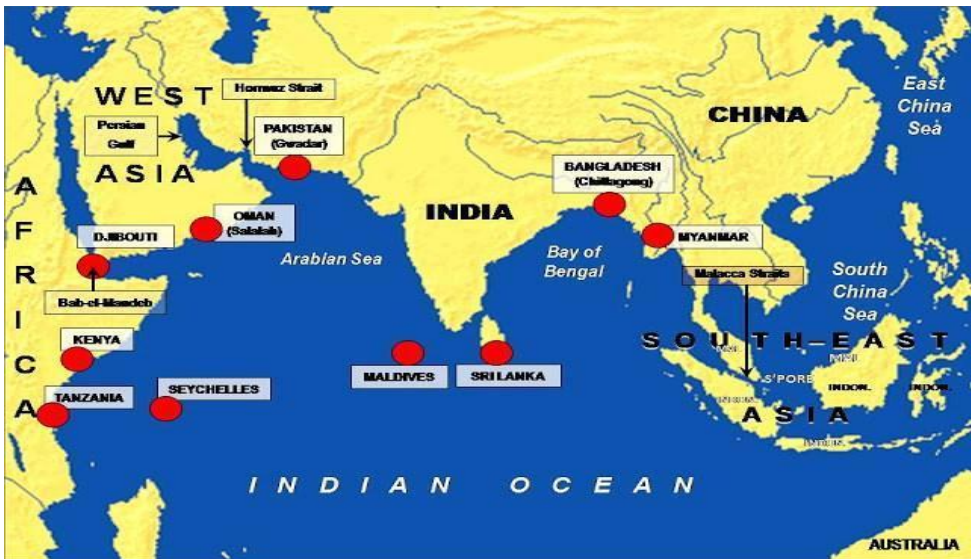 East
China
Sea
CHINA
WEST
Hormuz Strait
Persian
Gulf
PAKISTAN
(Gwadar)
ASIA
BANGLADESH
(Chittagong)
AFRICA
OMAN
(Salalah)
INDIA
DJIBOUTI
MYANMAR
Arabian Sea
Bay of
Bengal
Malacca Straits
South
China
Sea
Bab-el-Mandeb
SOUTH-EAST
KENYA
MALDIVES
SRI LANKA
S'PORE
INDON.
INDON.
TANZANIA
SEYCHELLES
ASIA
INDON.
INDIAN OCEAN
AUSTRALIA